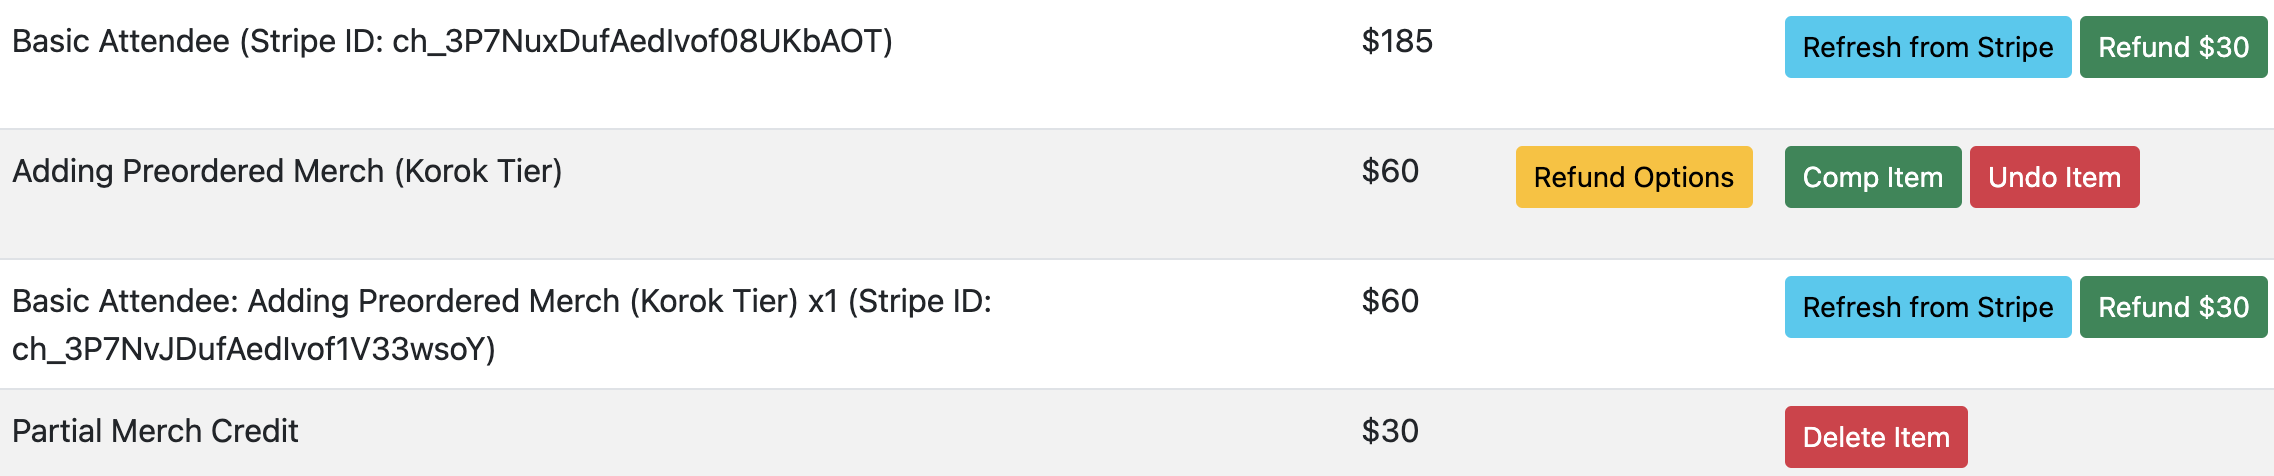 Basic Attendee (Stripe ID: ch_3P7NuxDufAedIvof08UKbAOT) $185 Refresh from Stripe Refund $30
Adding Preordered Merch (Korok Tier) $60 Refund Options Comp Item Undo Item
Basic Attendee: Adding Preordered Merch (Korok Tier) x1 (Stripe ID: $60 Refresh from Stripe Refund $30
ch_3P7NvJDufAedIvof1V33wsoY)
Partial Merch Credit $30 Delete Item